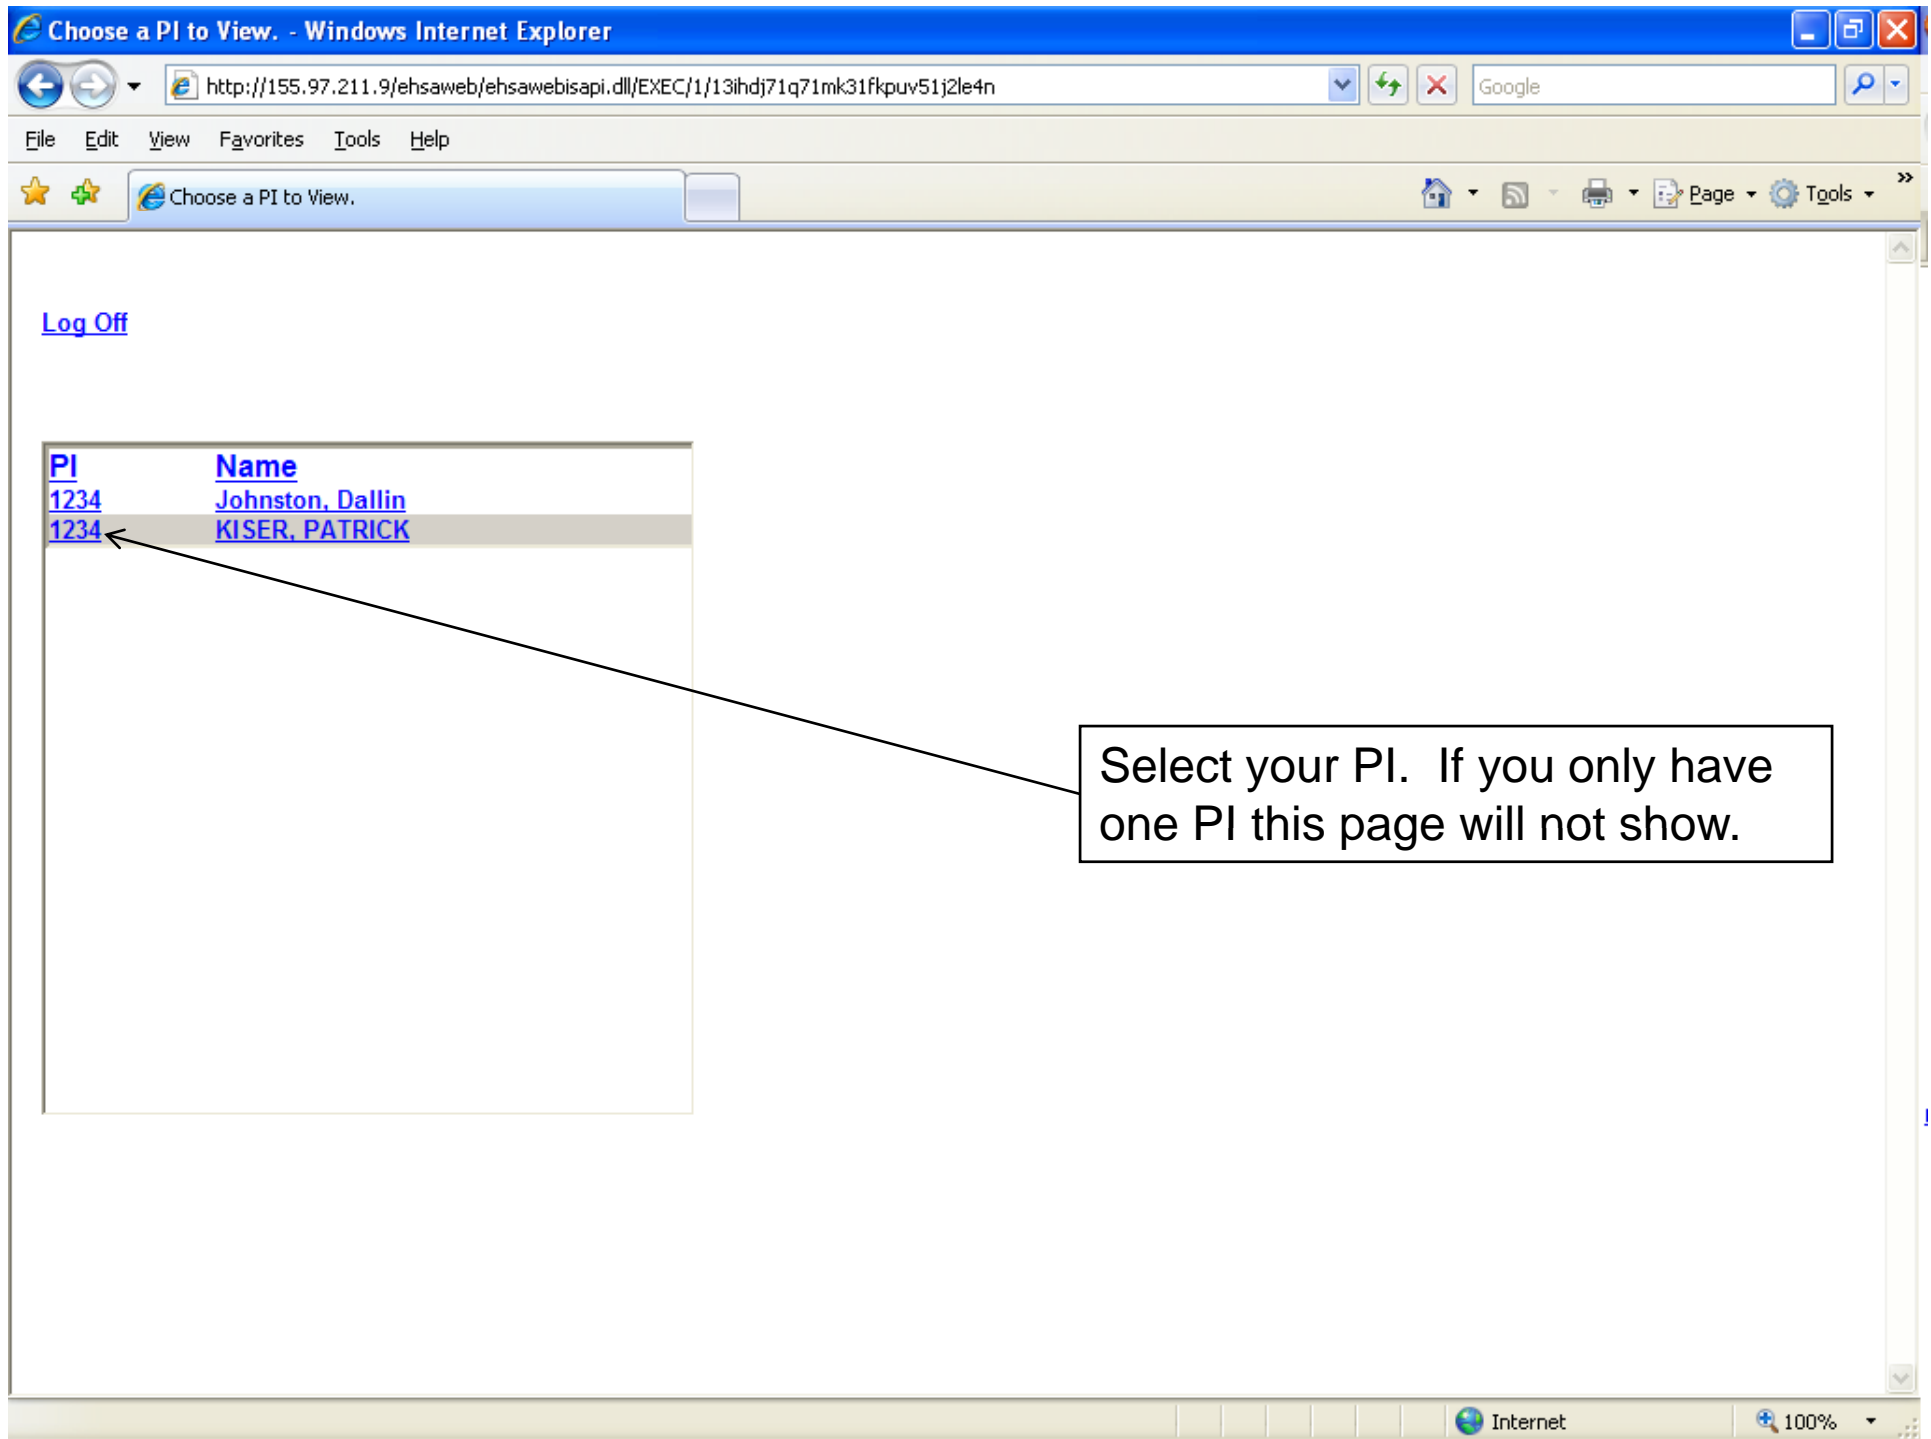 Choose a PI to View. - Windows Internet Explorer
http://155.97.211.9/ehsaweb/ehsawebisapi.dll/EXEC/1/13ihdj71q71mk31fkpuv51j2le4n
Google
File Edit View Favorites Tools Help
Choose a PI to View.
Page Tools »
Log Off
PI Name
1234 Johnston, Dallin
1234 KISER, PATRICK
Select your PI.  If you only have
one PI this page will not show.
Internet 100%